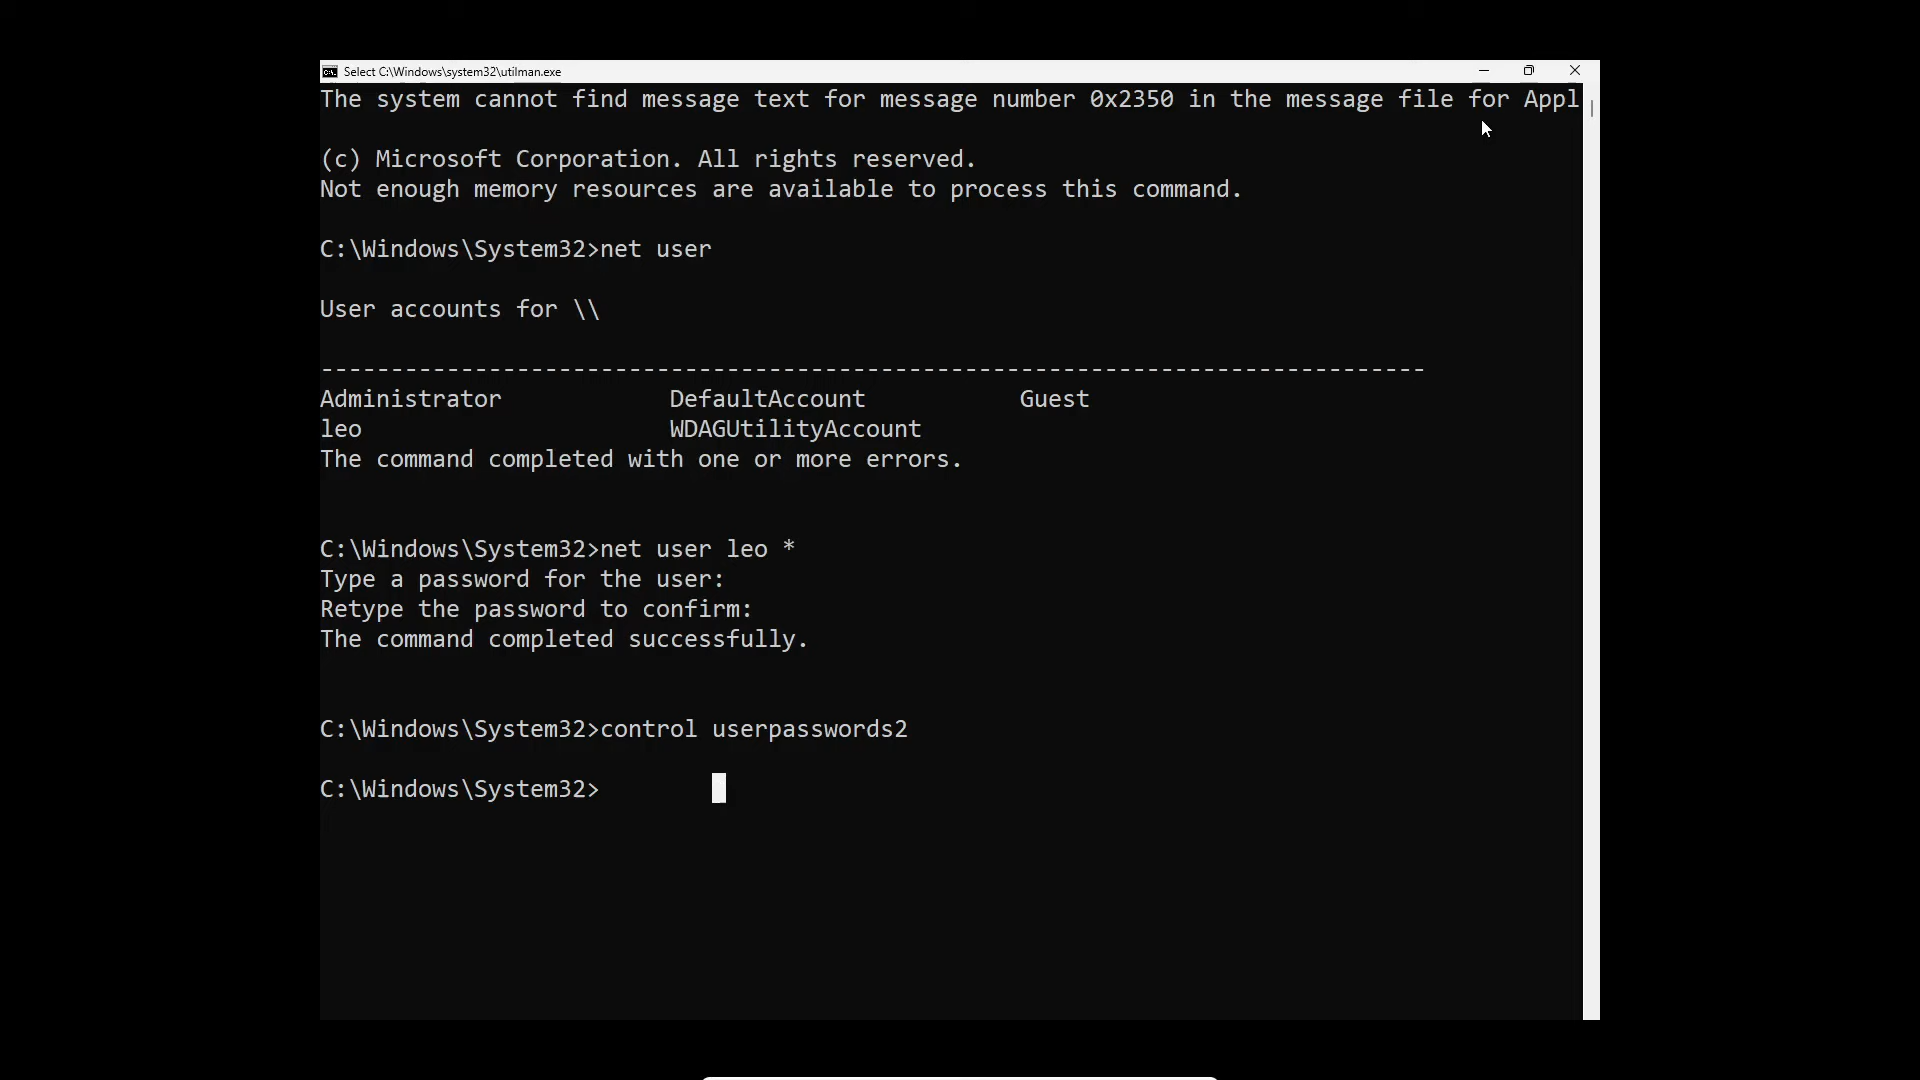 Select C:\Windows\system32\utilman.exe
The system cannot find message text for message number 0x2350 in the message file for Appl
(c) Microsoft Corporation. All rights reserved.
Not enough memory resources are available to process this command.
C:\Windows\System32>net user
User accounts for \\
-------------------------------------------------------------------------------
Administrator            DefaultAccount           Guest
leo                      WDAGUtilityAccount
The command completed with one or more errors.
C:\Windows\System32>net user leo *
Type a password for the user:
Retype the password to confirm:
The command completed successfully.
C:\Windows\System32>control userpasswords2
C:\Windows\System32>